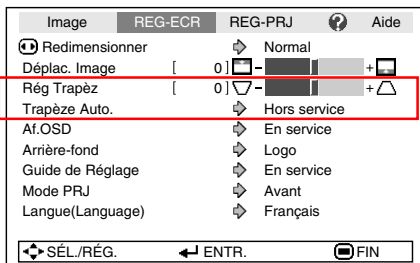 Image REG-ECR REG-PRJ ? Aide
Redimensionner Normal
Déplac. Image [ 0 ] - +
Rég Trapèz [ 0 ] - +
Trapèze Auto. Hors service
Af.OSD En service
Arrière-fond Logo
Guide de Réglage En service
Mode PRJ Avant
Langue(Language) Français
SÉL./RÉG. ENTR. FIN